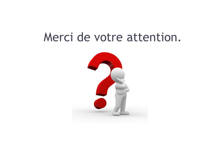 Merci de votre attention.